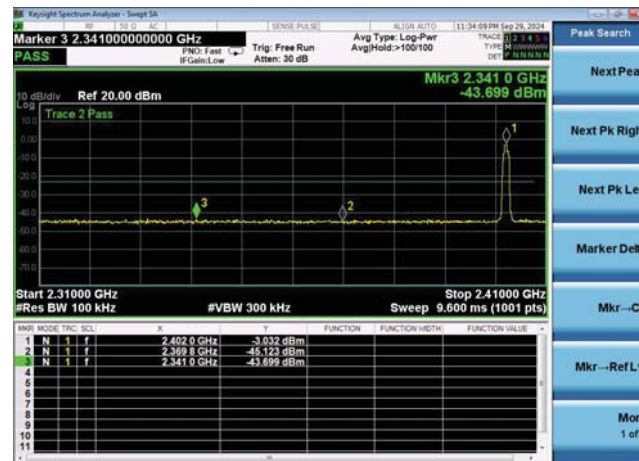 Keysight Spectrum Analyzer - Swept SA
RF 50 Ω AC SENSE:PULSE ALIGN AUTO 11:34:09 PM Sep 29, 2024
Marker 3 2.341000000000 GHz
PNO: Fast
IFGain:Low
Trig: Free Run
Atten: 30 dB
Avg Type: Log-Pwr
Avg|Hold:>100/100
TRACE 1 2 3 4 5 6
TYPE
DET P N N N N N
PASS
Mkr3 2.341 0 GHz
-43.699 dBm
10 dB/div Ref 20.00 dBm
Log
Trace 2 Pass
10.0
0.00
-10.0
-20.0
-30.0
-40.0
-50.0
-60.0
-70.0
1
2
3
Start 2.31000 GHz Stop 2.41000 GHz
#Res BW 100 kHz #VBW 300 kHz Sweep 9.600 ms (1001 pts)
MKR MODE TRC SCL X Y FUNCTION FUNCTION WIDTH FUNCTION VALUE
1 N 1 f 2.402 0 GHz -3.032 dBm
2 N 1 f 2.369 8 GHz -45.123 dBm
3 N 1 f 2.341 0 GHz -43.699 dBm
4
5
6
7
8
9
10
11
Peak Search
Next Pea
Next Pk Righ
Next Pk Le
Marker Del
Mkr→C
Mkr→Ref L
Mor
1 of